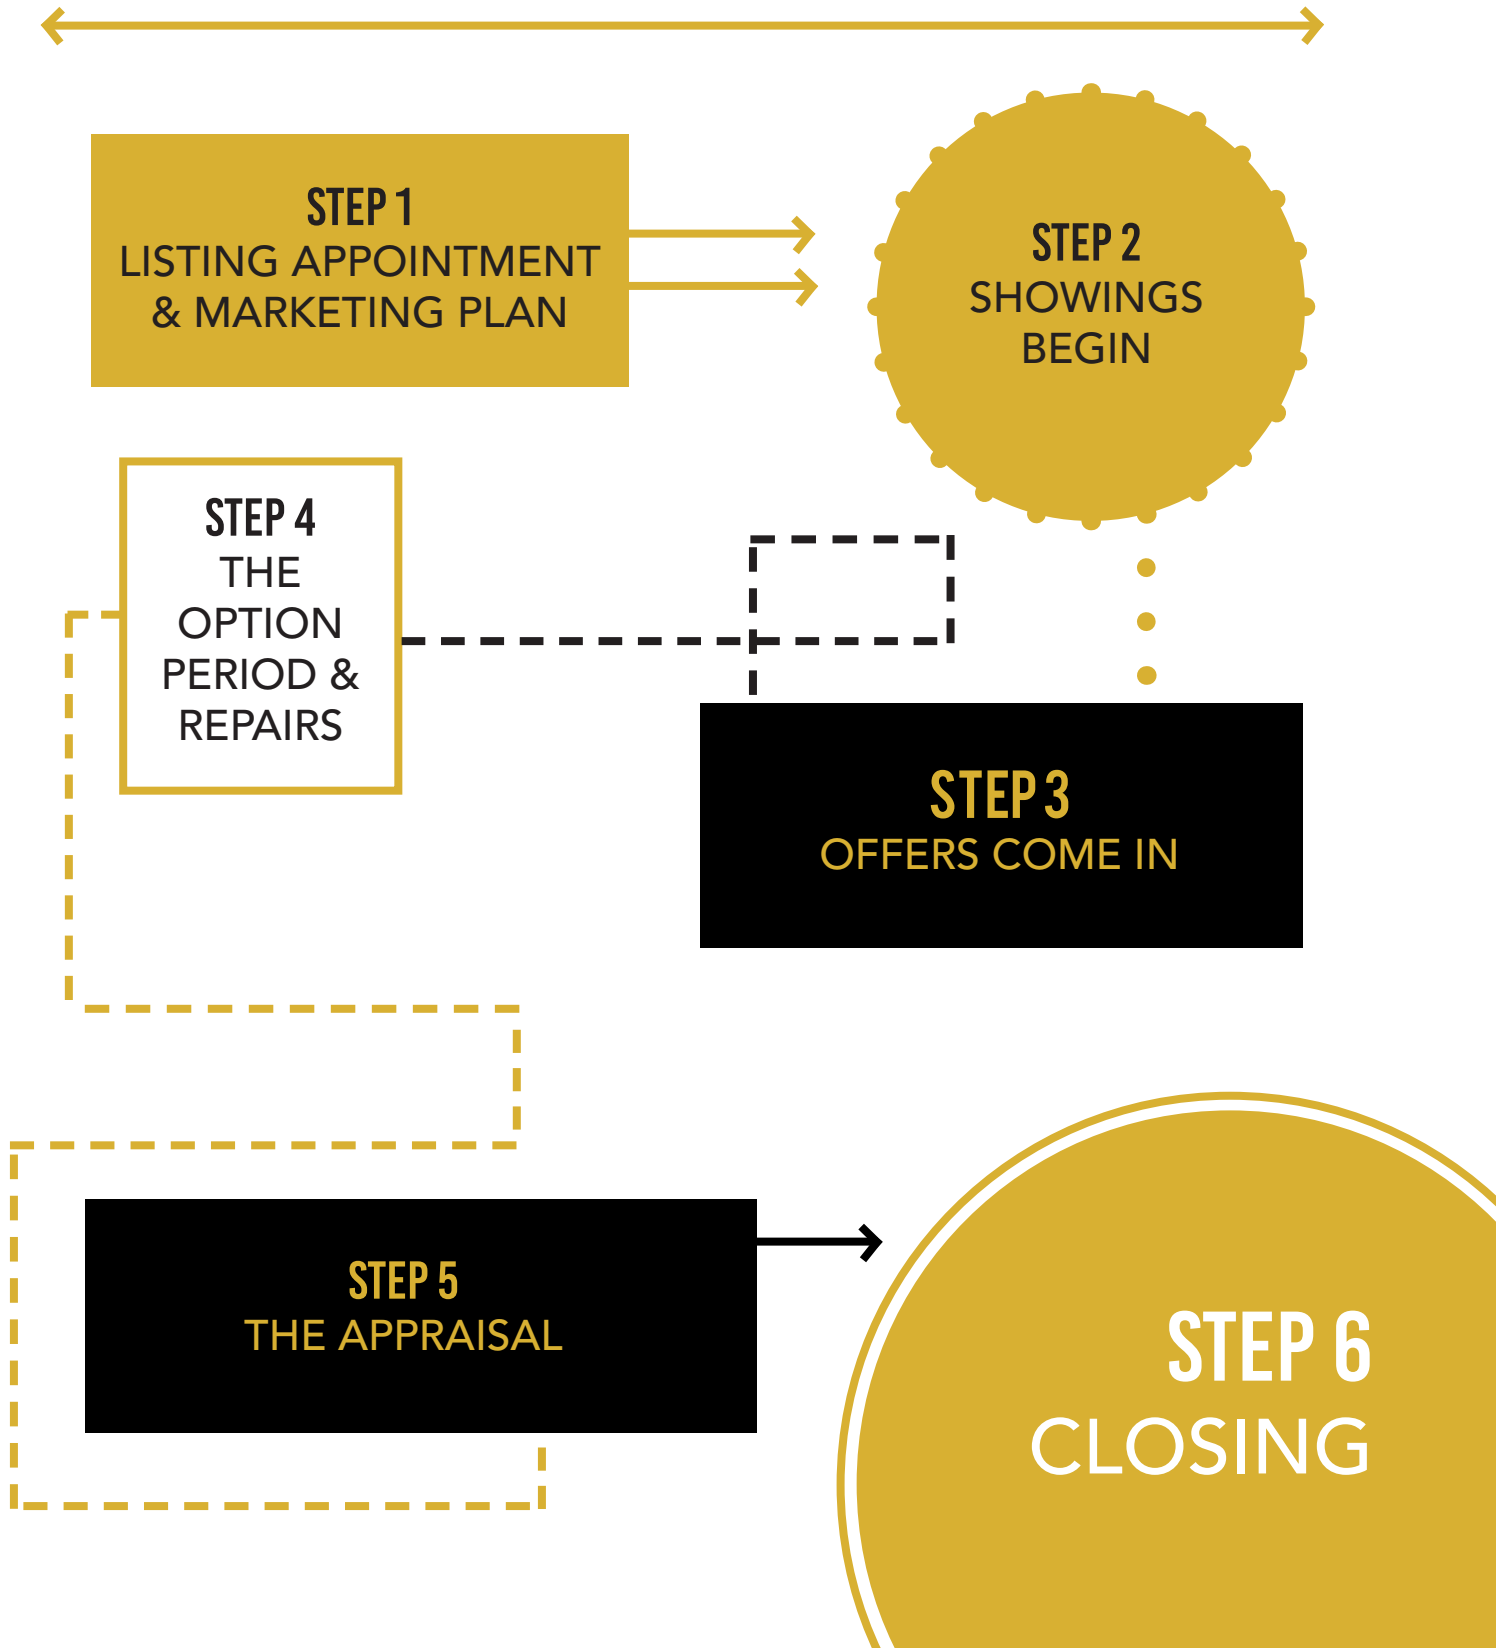 STEP 1
LISTING APPOINTMENT
& MARKETING PLAN
STEP 2
SHOWINGS
BEGIN
STEP 3
OFFERS COME IN
STEP 4
THE
OPTION
PERIOD &
REPAIRS
STEP 5
THE APPRAISAL
STEP 6
CLOSING